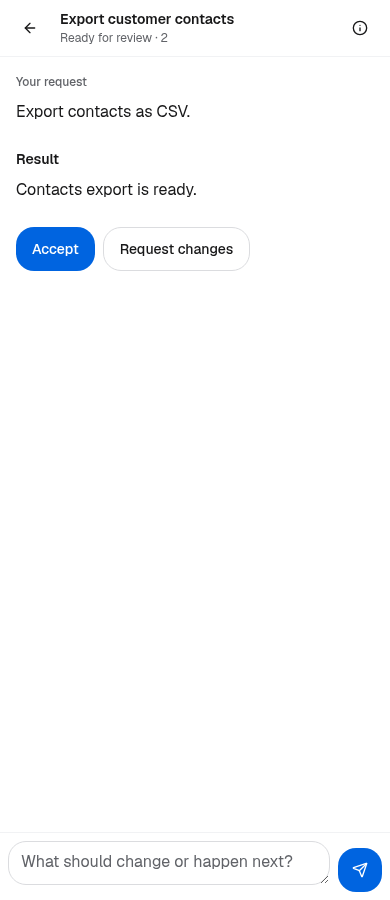 Export customer contacts
Ready for review · 2
Your request
Export contacts as CSV.
Result
Contacts export is ready.
Accept
Request changes
What should change or happen next?